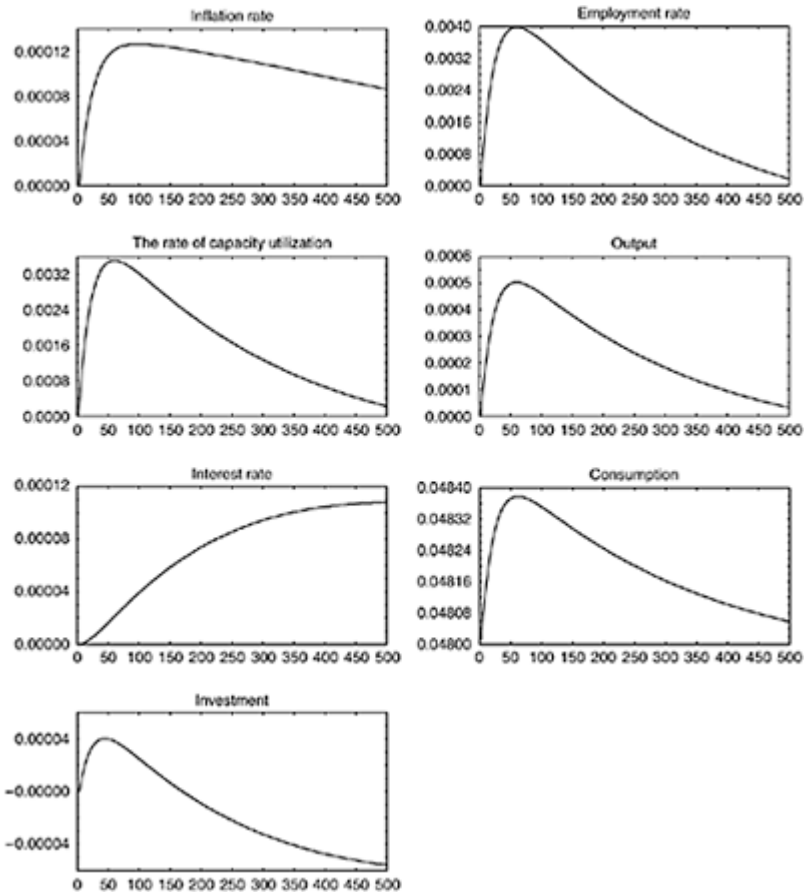 Inflation rate
0.00012
0.00008
0.00004
0.00000
0 50 100 150 200 250 300 350 400 450 500
Employment rate
0.0040
0.0032
0.0024
0.0016
0.0008
0.0000
0 50 100 150 200 250 300 350 400 450 500
The rate of capacity utilization
0.0032
0.0024
0.0016
0.0008
0.0000
0 50 100 150 200 250 300 350 400 450 500
Output
0.0006
0.0005
0.0004
0.0003
0.0002
0.0001
0.0000
0 50 100 150 200 250 300 350 400 450 500
Interest rate
0.00012
0.00008
0.00004
0.00000
0 50 100 150 200 250 300 350 400 450 500
Consumption
0.04840
0.04832
0.04824
0.04816
0.04808
0.04800
0 50 100 150 200 250 300 350 400 450 500
Investment
0.00004
−0.00000
−0.00004
0 50 100 150 200 250 300 350 400 450 500